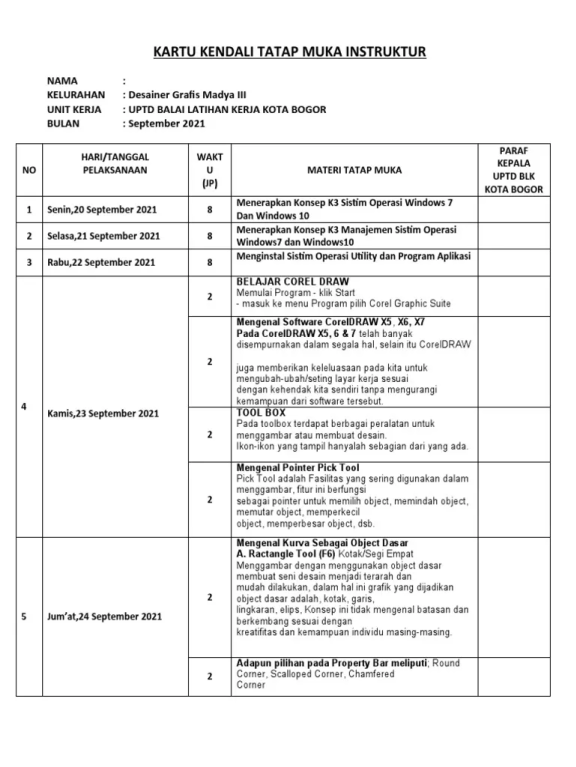 KARTU KENDALI TATAP MUKA INSTRUKTUR
NAMA :
KELURAHAN : Desainer Grafis Madya III
UNIT KERJA : UPTD BALAI LATIHAN KERJA KOTA BOGOR
BULAN : September 2021
NO
HARI/TANGGAL
PELAKSANAAN
WAKT
U
(JP)
MATERI TATAP MUKA
PARAF
KEPALA
UPTD BLK
KOTA BOGOR
1 Senin,20 September 2021 8
Menerapkan Konsep K3 Sistim Operasi Windows 7
Dan Windows 10
2 Selasa,21 September 2021 8
Menerapkan Konsep K3 Manajemen Sistim Operasi
Windows7 dan Windows10
3 Rabu,22 September 2021 8
Menginstal Sistim Operasi Utility dan Program Aplikasi
4
Kamis,23 September 2021
2
BELAJAR COREL DRAW
Memulai Program - klik Start
- masuk ke menu Program pilih Corel Graphic Suite
2
Mengenal Software CorelDRAW X5, X6, X7
Pada CorelDRAW X5, 6 & 7 telah banyak
disempurnakan dalam segala hal, selain itu CorelDRAW
juga memberikan keleluasaan pada kita untuk
mengubah-ubah/seting layar kerja sesuai
dengan kehendak kita sendiri tanpa mengurangi
kemampuan dari software tersebut.
2
TOOL BOX
Pada toolbox terdapat berbagai peralatan untuk
menggambar atau membuat desain.
Ikon-ikon yang tampil hanyalah sebagian dari yang ada.
2
Mengenal Pointer Pick Tool
Pick Tool adalah Fasilitas yang sering digunakan dalam
menggambar, fitur ini berfungsi
sebagai pointer untuk memilih object, memindah object,
memutar object, memperkecil
object, memperbesar object, dsb.
5
Jum'at,24 September 2021
2
Mengenal Kurva Sebagai Object Dasar
A. Ractangle Tool (F6) Kotak/Segi Empat
Menggambar dengan menggunakan object dasar
membuat seni desain menjadi terarah dan
mudah dilakukan, dalam hal ini grafik yang dijadikan
object dasar adalah, kotak, garis,
lingkaran, elips, Konsep ini tidak mengenal batasan dan
berkembang sesuai dengan
kreatifitas dan kemampuan individu masing-masing.
2
Adapun pilihan pada Property Bar meliputi; Round
Corner, Scalloped Corner, Chamfered
Corner